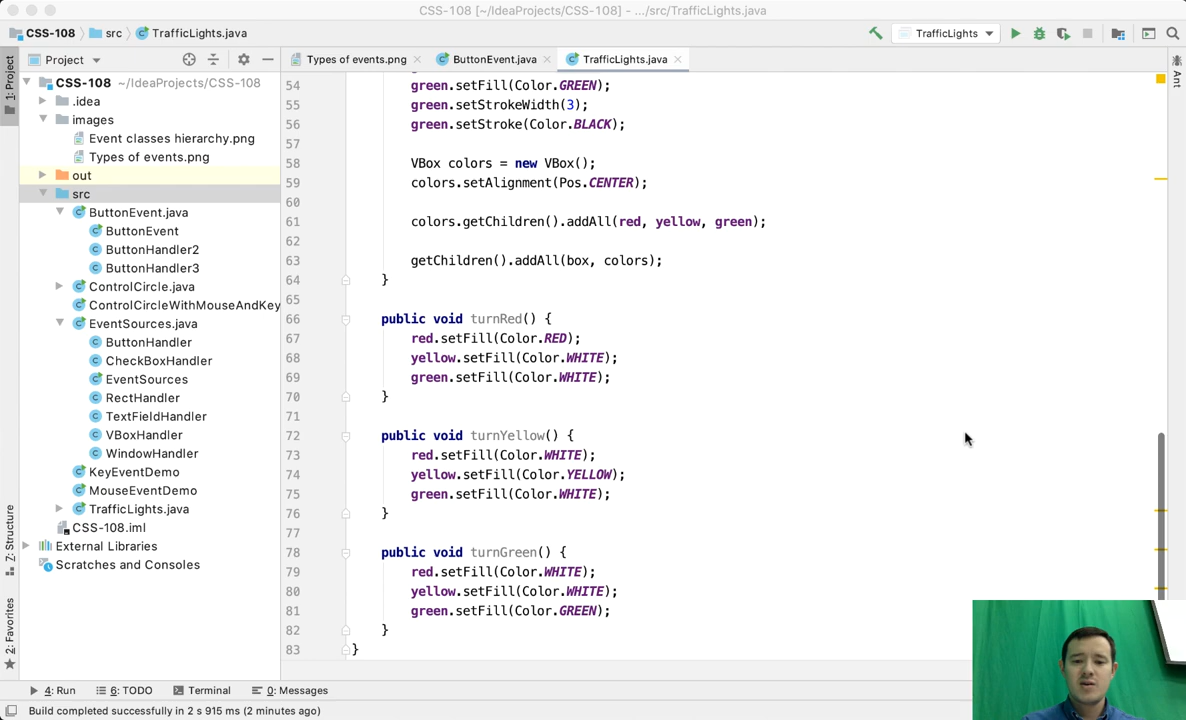 CSS-108 [~/IdeaProjects/CSS-108] - .../src/TrafficLights.java
CSS-108 src TrafficLights.java
TrafficLights
Project
Types of events.png
ButtonEvent.java
TrafficLights.java
1: Project
7: Structure
2: Favorites
Ant
CSS-108 ~/IdeaProjects/CSS-108
.idea
images
Event classes hierarchy.png
Types of events.png
out
src
ButtonEvent.java
ButtonEvent
ButtonHandler2
ButtonHandler3
ControlCircle.java
ControlCircleWithMouseAndKey
EventSources.java
ButtonHandler
CheckBoxHandler
EventSources
RectHandler
TextFieldHandler
VBoxHandler
WindowHandler
KeyEventDemo
MouseEventDemo
TrafficLights.java
CSS-108.iml
External Libraries
Scratches and Consoles
54 green.setFill(Color.GREEN);
55 green.setStrokeWidth(3);
56 green.setStroke(Color.BLACK);
57
58 VBox colors = new VBox();
59 colors.setAlignment(Pos.CENTER);
60
61 colors.getChildren().addAll(red, yellow, green);
62
63 getChildren().addAll(box, colors);
64 }
65
66 public void turnRed() {
67 red.setFill(Color.RED);
68 yellow.setFill(Color.WHITE);
69 green.setFill(Color.WHITE);
70 }
71
72 public void turnYellow() {
73 red.setFill(Color.WHITE);
74 yellow.setFill(Color.YELLOW);
75 green.setFill(Color.WHITE);
76 }
77
78 public void turnGreen() {
79 red.setFill(Color.WHITE);
80 yellow.setFill(Color.WHITE);
81 green.setFill(Color.GREEN);
82 }
83 }
4: Run 6: TODO Terminal 0: Messages
Build completed successfully in 2 s 915 ms (2 minutes ago)